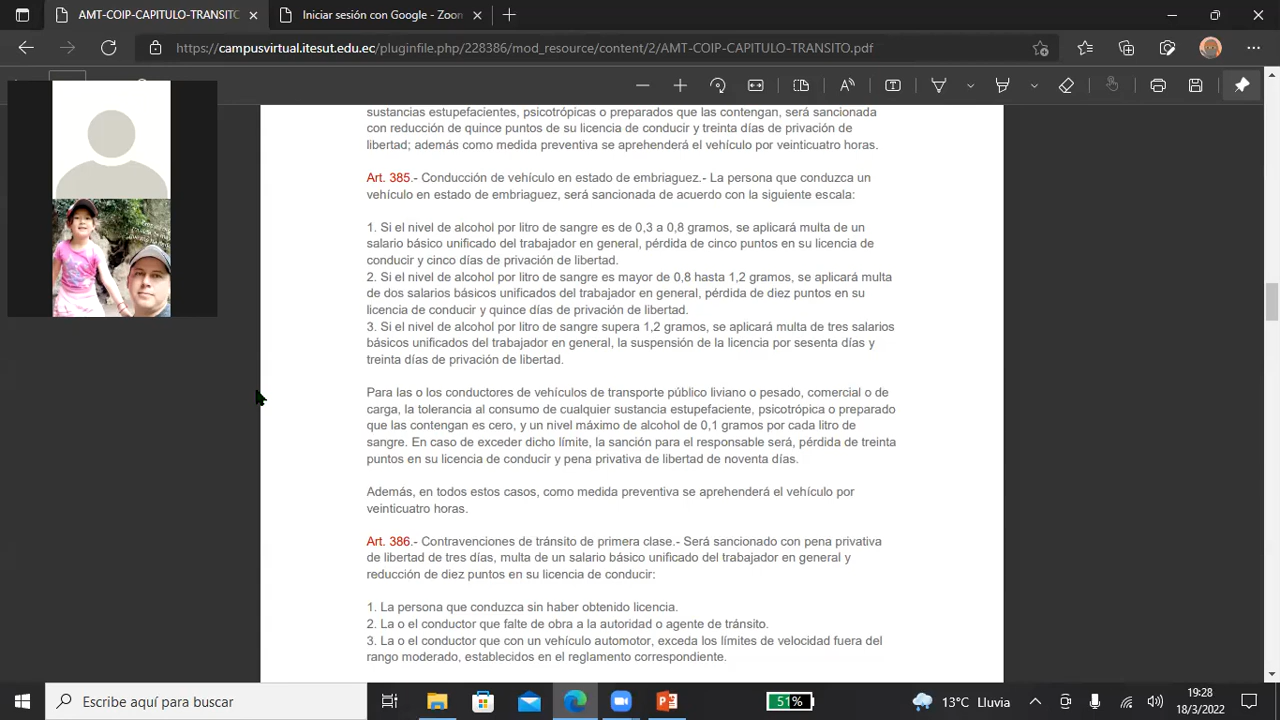 AMT-COIP-CAPITULO-TRANSITO
Iniciar sesión con Google - Zoom
https://campusvirtual.itesut.edu.ec/pluginfile.php/228386/mod_resource/content/2/AMT-COIP-CAPITULO-TRANSITO.pdf
sustancias estupefacientes, psicotrópicas o preparados que las contengan, será sancionada
con reducción de quince puntos de su licencia de conducir y treinta días de privación de
libertad; además como medida preventiva se aprehenderá el vehículo por veinticuatro horas.
Art. 385.- Conducción de vehículo en estado de embriaguez.- La persona que conduzca un
vehículo en estado de embriaguez, será sancionada de acuerdo con la siguiente escala:
1. Si el nivel de alcohol por litro de sangre es de 0,3 a 0,8 gramos, se aplicará multa de un
salario básico unificado del trabajador en general, pérdida de cinco puntos en su licencia de
conducir y cinco días de privación de libertad.
2. Si el nivel de alcohol por litro de sangre es mayor de 0,8 hasta 1,2 gramos, se aplicará multa
de dos salarios básicos unificados del trabajador en general, pérdida de diez puntos en su
licencia de conducir y quince días de privación de libertad.
3. Si el nivel de alcohol por litro de sangre supera 1,2 gramos, se aplicará multa de tres salarios
básicos unificados del trabajador en general, la suspensión de la licencia por sesenta días y
treinta días de privación de libertad.
Para las o los conductores de vehículos de transporte público liviano o pesado, comercial o de
carga, la tolerancia al consumo de cualquier sustancia estupefaciente, psicotrópica o preparado
que las contengan es cero, y un nivel máximo de alcohol de 0,1 gramos por cada litro de
sangre. En caso de exceder dicho límite, la sanción para el responsable será, pérdida de treinta
puntos en su licencia de conducir y pena privativa de libertad de noventa días.
Además, en todos estos casos, como medida preventiva se aprehenderá el vehículo por
veinticuatro horas.
Art. 386.- Contravenciones de tránsito de primera clase.- Será sancionado con pena privativa
de libertad de tres días, multa de un salario básico unificado del trabajador en general y
reducción de diez puntos en su licencia de conducir:
1. La persona que conduzca sin haber obtenido licencia.
2. La o el conductor que falte de obra a la autoridad o agente de tránsito.
3. La o el conductor que con un vehículo automotor, exceda los límites de velocidad fuera del
rango moderado, establecidos en el reglamento correspondiente.
Escribe aquí para buscar
51%
13°C Lluvia
19:28
18/3/2022